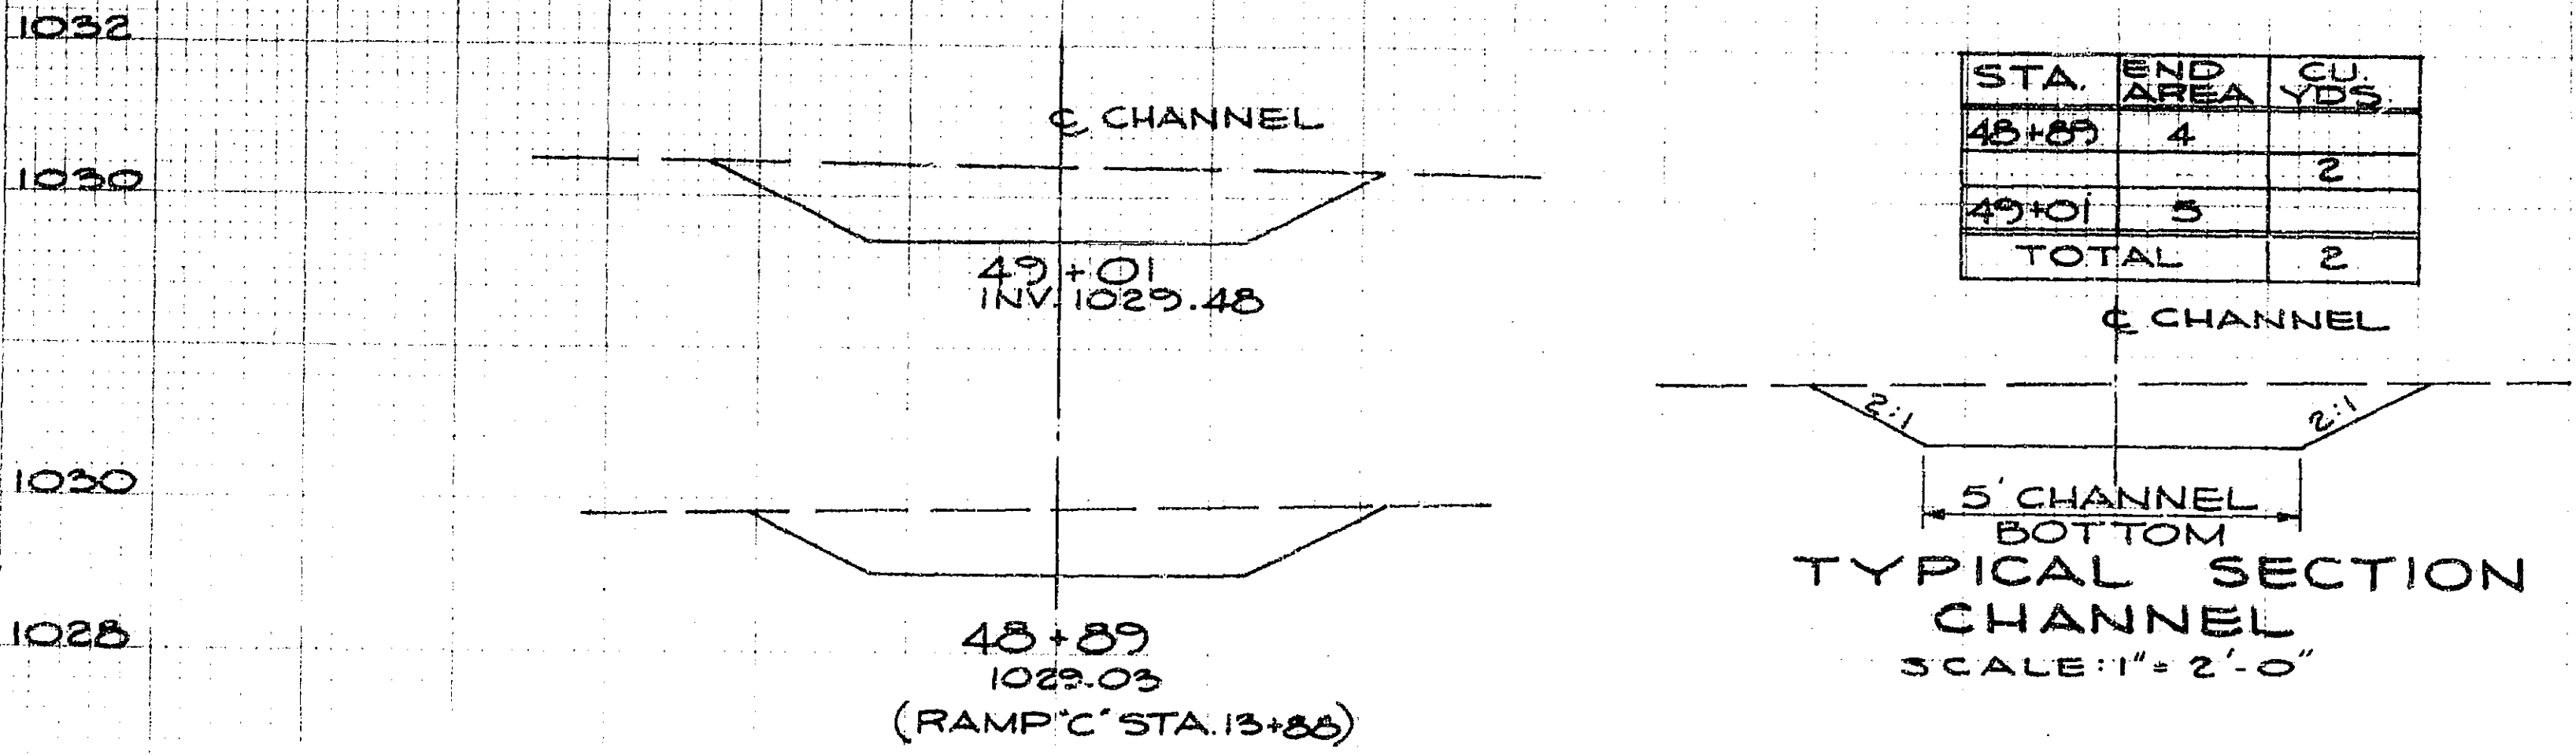 1032
1030
1030
1028
℄ CHANNEL
49+01
INV. 1029.48
48+89
1029.03
(RAMP "C" STA. 13+88)
STA. END AREA CU. YDS.
48+89 4
2
49+01 5
TOTAL 2
℄ CHANNEL
2:1 2:1
5' CHANNEL
BOTTOM
TYPICAL SECTION
CHANNEL
SCALE: 1" = 2'-0"